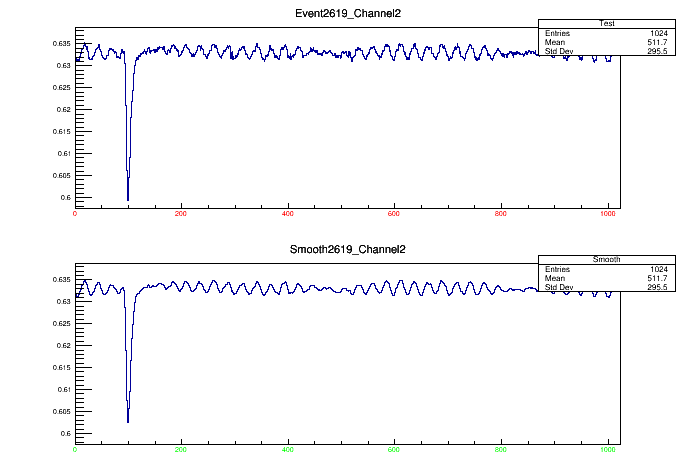 Event2619_Channel2
Test
Entries 1024
Mean 511.7
Std Dev 295.5
0.635
0.63
0.625
0.62
0.615
0.61
0.605
0.6
0 200 400 600 800 1000
Smooth2619_Channel2
Smooth
Entries 1024
Mean 511.7
Std Dev 295.5
0.635
0.63
0.625
0.62
0.615
0.61
0.605
0.6
0 200 400 600 800 1000